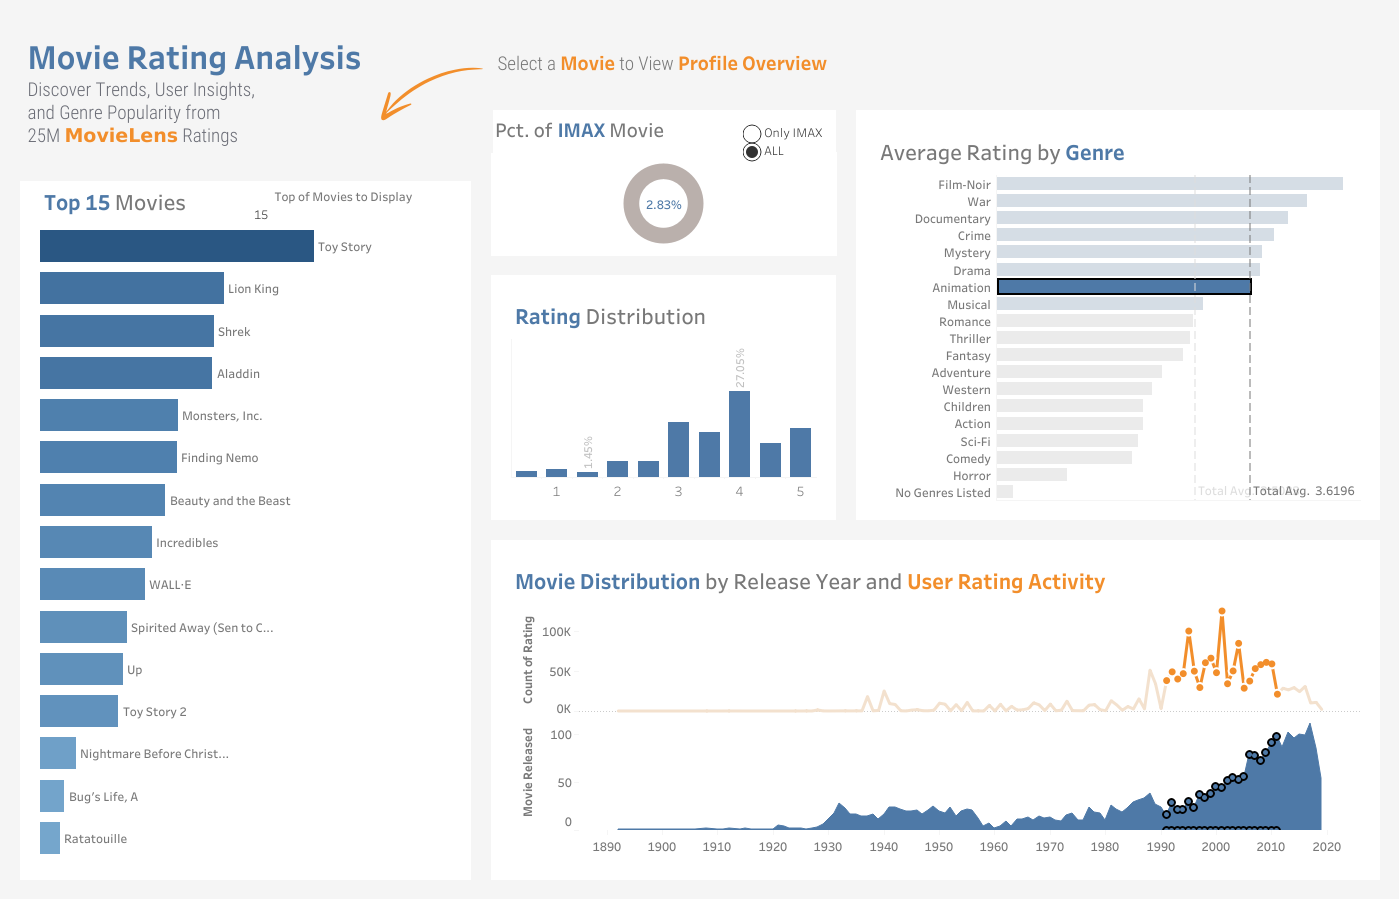 Movie Rating Analysis
Discover Trends, User Insights,
and Genre Popularity from
25M MovieLens Ratings
Select a Movie to View Profile Overview
Top 15 Movies
Top of Movies to Display
15
Toy Story
Lion King
Shrek
Aladdin
Monsters, Inc.
Finding Nemo
Beauty and the Beast
Incredibles
WALL·E
Spirited Away (Sen to C...
Up
Toy Story 2
Nightmare Before Christ...
Bug's Life, A
Ratatouille
Pct. of IMAX Movie
Only IMAX
ALL
2.83%
Rating Distribution
1.45%
27.05%
1 2 3 4 5
Average Rating by Genre
Film-Noir
War
Documentary
Crime
Mystery
Drama
Animation
Musical
Romance
Thriller
Fantasy
Adventure
Western
Children
Action
Sci-Fi
Comedy
Horror
No Genres Listed
Total Avg.
Total Avg. 3.6196
Movie Distribution by Release Year and User Rating Activity
Count of Rating
100K
50K
0K
Movie Released
100
50
0
1890 1900 1910 1920 1930 1940 1950 1960 1970 1980 1990 2000 2010 2020